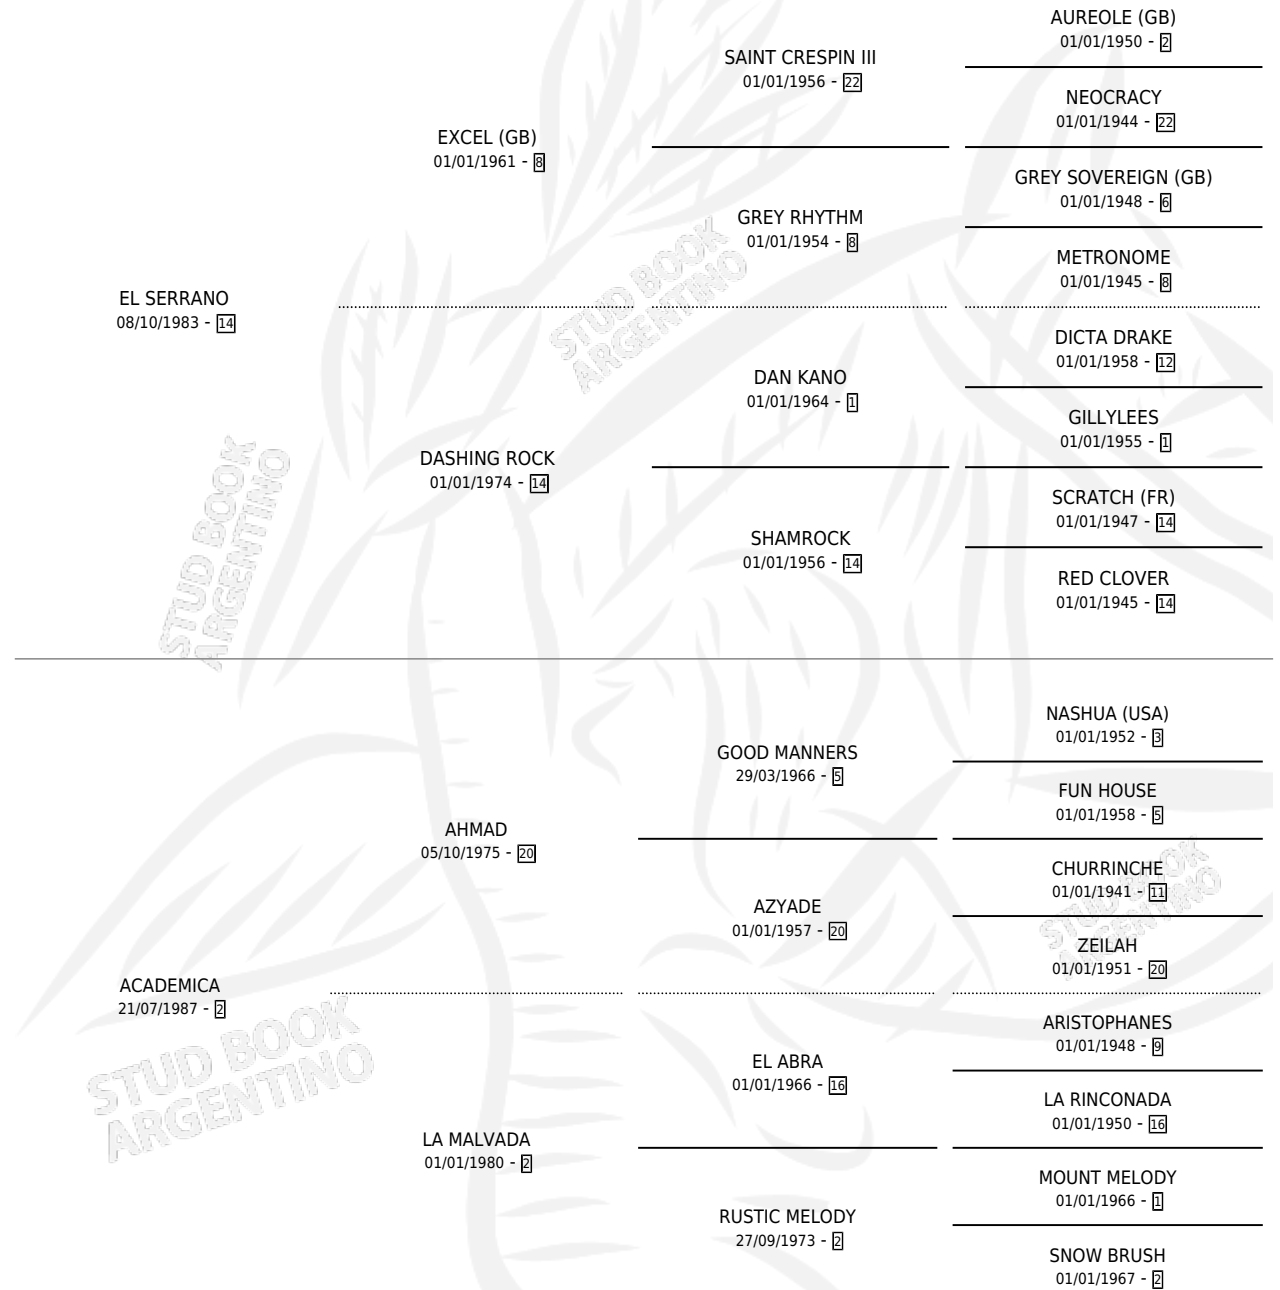 AUREOLE (GB)
01/01/1950 - 2
SAINT CRESPIN III
01/01/1956 - 22
NEOCRACY
01/01/1944 - 22
EXCEL (GB)
01/01/1961 - 8
GREY SOVEREIGN (GB)
01/01/1948 - 6
GREY RHYTHM
01/01/1954 - 8
METRONOME
01/01/1945 - 8
EL SERRANO
08/10/1983 - 14
DICTA DRAKE
01/01/1958 - 12
DAN KANO
01/01/1964 - 1
GILLYLEES
01/01/1955 - 1
DASHING ROCK
01/01/1974 - 14
SCRATCH (FR)
01/01/1947 - 14
SHAMROCK
01/01/1956 - 14
RED CLOVER
01/01/1945 - 14
NASHUA (USA)
01/01/1952 - 3
GOOD MANNERS
29/03/1966 - 5
FUN HOUSE
01/01/1958 - 5
AHMAD
05/10/1975 - 20
CHURRINCHE
01/01/1941 - 11
AZYADE
01/01/1957 - 20
ZEILAH
01/01/1951 - 20
ACADEMICA
21/07/1987 - 2
ARISTOPHANES
01/01/1948 - 9
EL ABRA
01/01/1966 - 16
LA RINCONADA
01/01/1950 - 16
LA MALVADA
01/01/1980 - 2
MOUNT MELODY
01/01/1966 - 1
RUSTIC MELODY
27/09/1973 - 2
SNOW BRUSH
01/01/1967 - 2
STUD BOOK
ARGENTINO
STUD BOOK
ARGENTINO
STUD BOOK
ARGENTINO
STUD BOOK
ARGENTINO